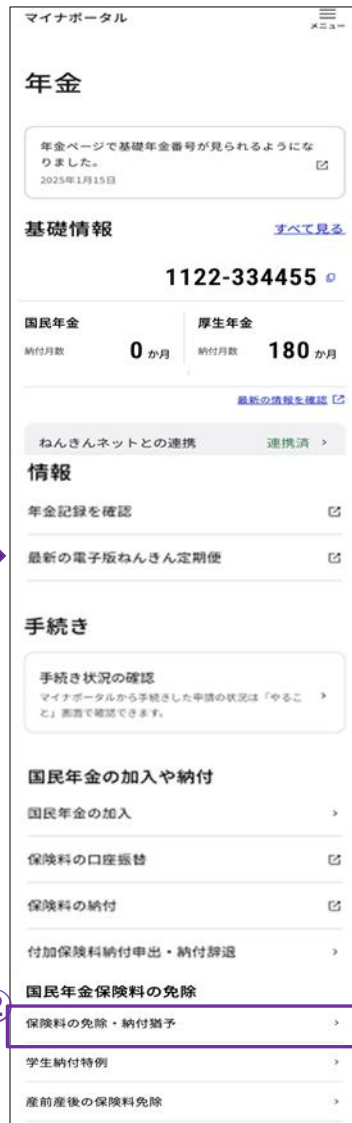 マイナポータル
メニュー
年金
年金ページで基礎年金番号が見られるようにな
りました。
2025年1月15日
基礎情報 すべて見る
1122-334455
国民年金 厚生年金
納付月数 0 か月 納付月数 180 か月
最新の情報を確認
ねんきんネットとの連携 連携済
情報
年金記録を確認
最新の電子版ねんきん定期便
手続き
手続き状況の確認
マイナポータルから手続きした申請の状況は「やるこ
と」画面で確認できます。
国民年金の加入や納付
国民年金の加入
保険料の口座振替
保険料の納付
付加保険料納付申出・納付辞退
国民年金保険料の免除
保険料の免除・納付猶予
学生納付特例
産前産後の保険料免除